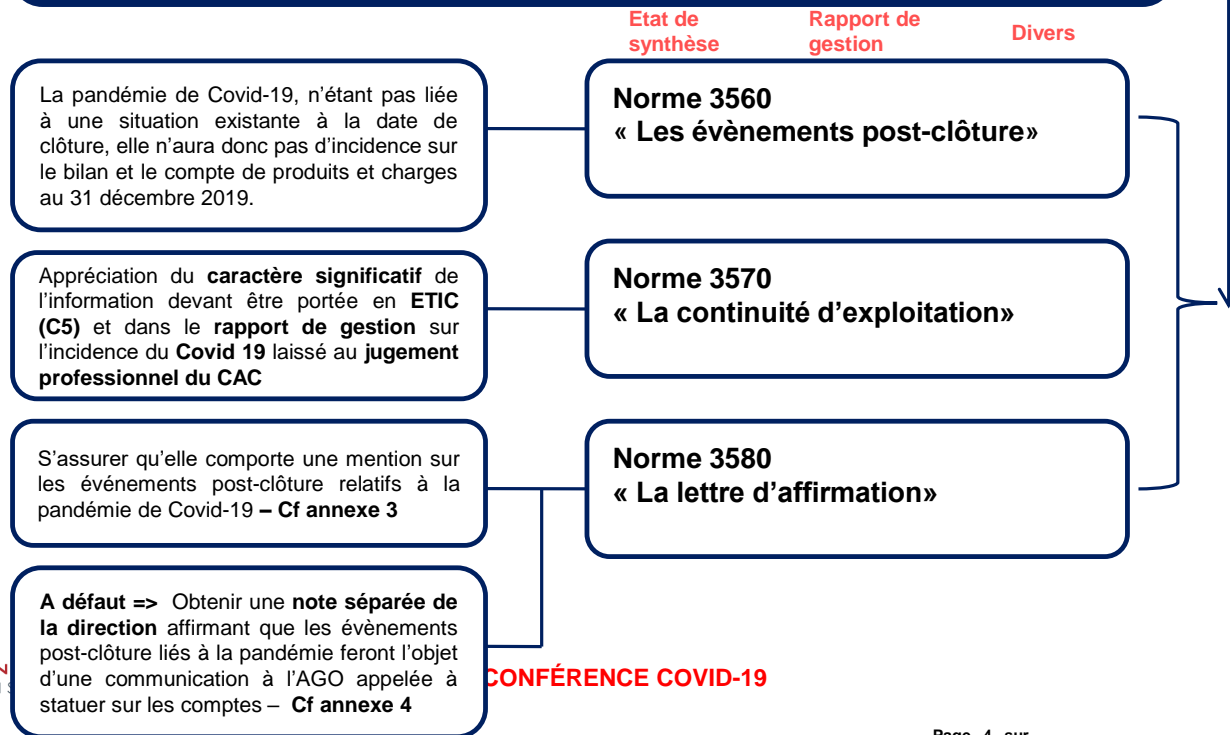 Etat de synthèse
Rapport de gestion
Divers
La pandémie de Covid-19, n'étant pas liée
à une situation existante à la date de
clôture, elle n'aura donc pas d'incidence sur
le bilan et le compte de produits et charges
au 31 décembre 2019.
Norme 3560
« Les évènements post-clôture»
Appréciation du caractère significatif de
l'information devant être portée en ETIC
(C5) et dans le rapport de gestion sur
l'incidence du Covid 19 laissé au jugement
professionnel du CAC
Norme 3570
« La continuité d'exploitation»
S'assurer qu'elle comporte une mention sur
les événements post-clôture relatifs à la
pandémie de Covid-19 – Cf annexe 3
Norme 3580
« La lettre d'affirmation»
A défaut => Obtenir une note séparée de
la direction affirmant que les évènements
post-clôture liés à la pandémie feront l'objet
d'une communication à l'AGO appelée à
statuer sur les comptes – Cf annexe 4
CONFÉRENCE COVID-19
Page 4 sur